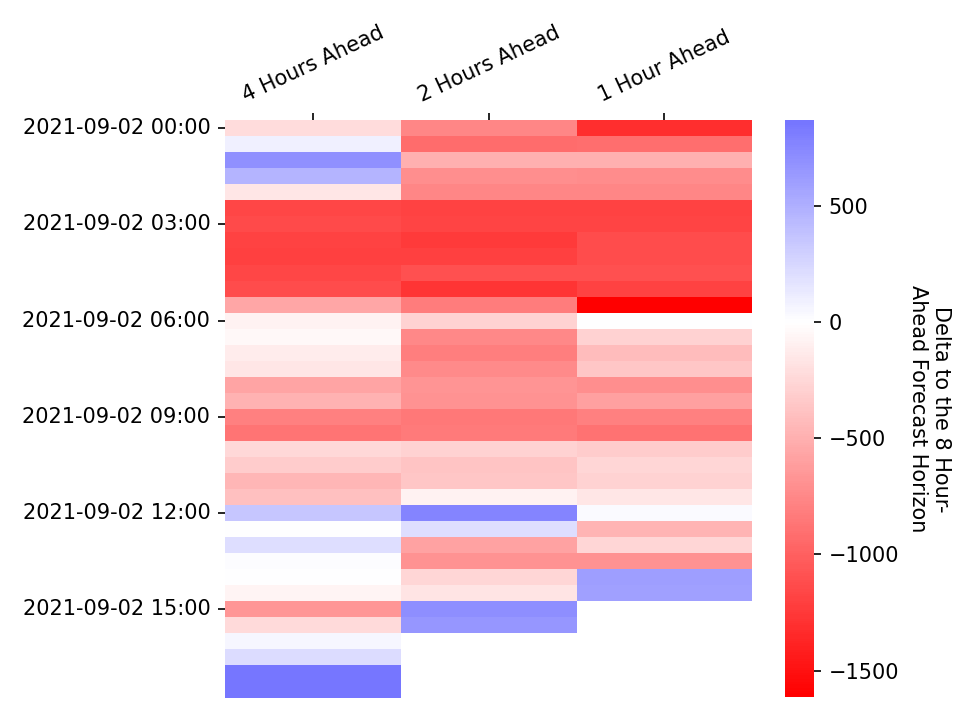 4 Hours Ahead
2 Hours Ahead
1 Hour Ahead
2021-09-02 00:00
2021-09-02 03:00
2021-09-02 06:00
2021-09-02 09:00
2021-09-02 12:00
2021-09-02 15:00
500
0
−500
−1000
−1500
Delta to the 8 Hour-
Ahead Forecast Horizon